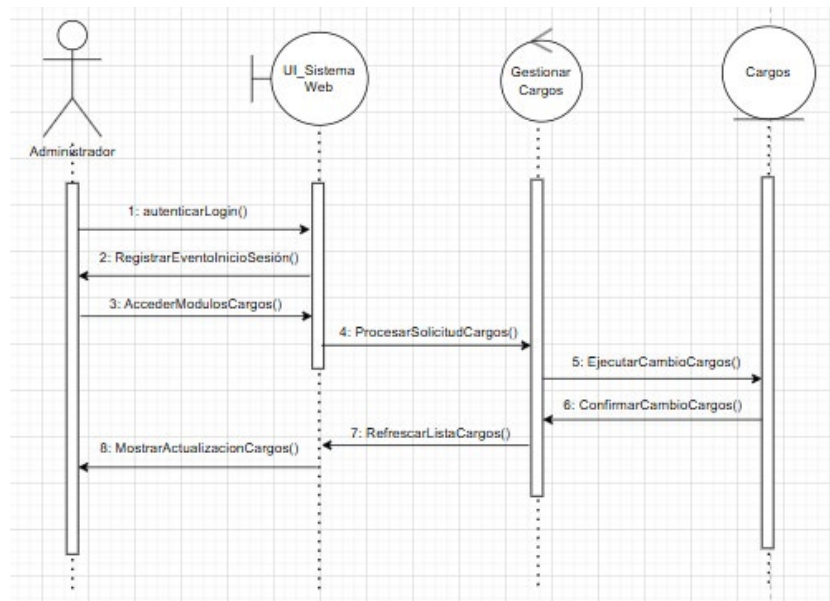 UI_Sistema
Web
Gestionar
Cargos
Cargos
Administrador
1: autenticarLogin()
2: RegistrarEventoInicioSesión()
3: AccederModulosCargos()
4: ProcesarSolicitudCargos()
5: EjecutarCambioCargos()
6: ConfirmarCambioCargos()
7: RefrescarListaCargos()
8: MostrarActualizacionCargos()